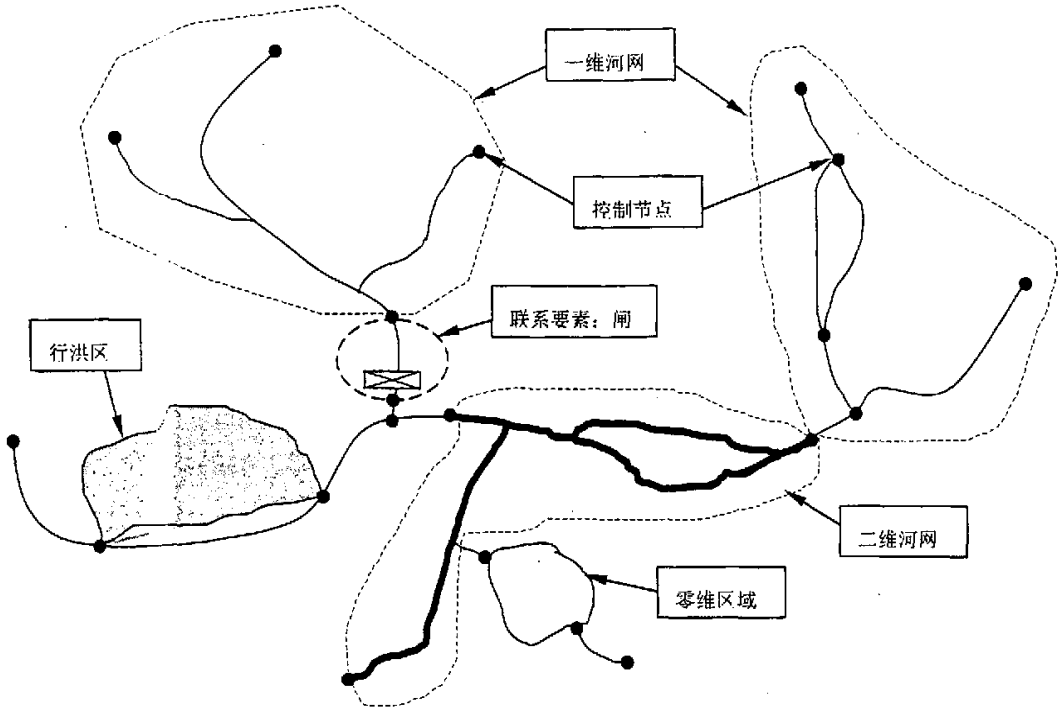 一维河网
控制节点
联系要素：闸
行洪区
二维河网
零维区域